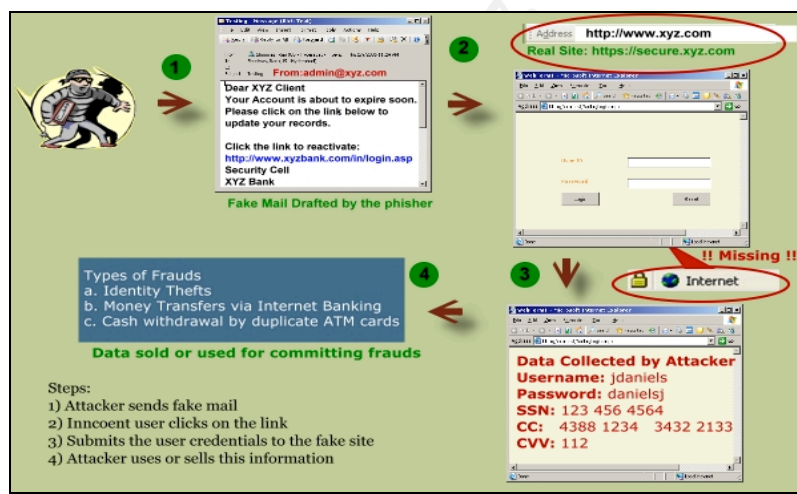 1
Testing - Message (Rich Text)
From:admin@xyz.com
Dear XYZ Client
Your Account is about to expire soon.
Please click on the link below to
update your records.
Click the link to reactivate:
http://www.xyzbank.com/in/login.asp
Security Cell
XYZ Bank
Fake Mail Drafted by the phisher
2
Address http://www.xyz.com
Real Site: https://secure.xyz.com
Login
!! Missing !!
Internet
3
Data Collected by Attacker
Username: jdaniels
Password: danielsj
SSN: 123 456 4564
CC: 4388 1234 3432 2133
CVV: 112
4
Types of Frauds
a. Identity Thefts
b. Money Transfers via Internet Banking
c. Cash withdrawal by duplicate ATM cards
Data sold or used for committing frauds
Steps:
1) Attacker sends fake mail
2) Inncoent user clicks on the link
3) Submits the user credentials to the fake site
4) Attacker uses or sells this information